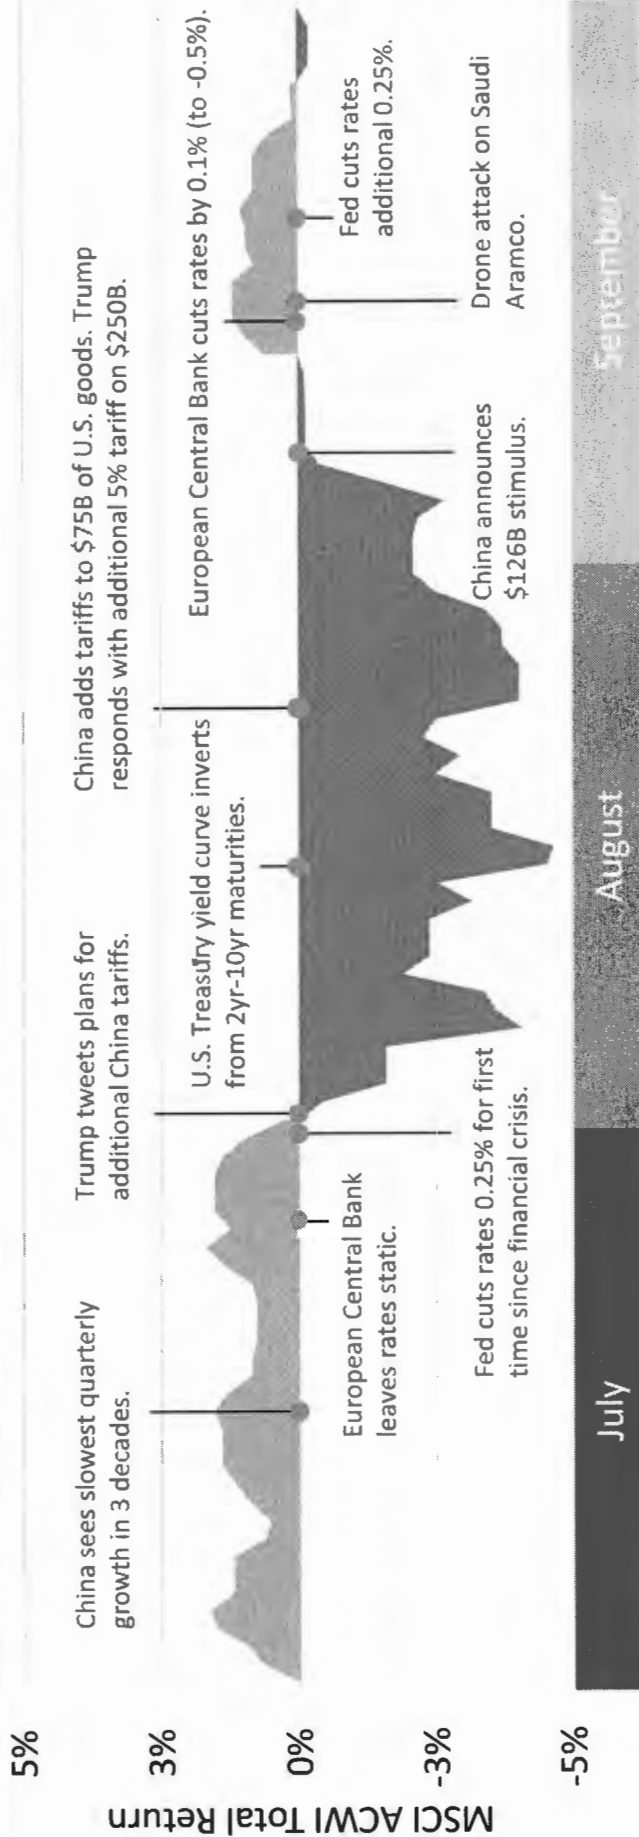 MSCI ACWI Total Return
5%
3%
0%
-3%
-5%
China sees slowest quarterly
growth in 3 decades.
Trump tweets plans for
additional China tariffs.
China adds tariffs to $75B of U.S. goods. Trump
responds with additional 5% tariff on $250B.
U.S. Treasury yield curve inverts
from 2yr-10yr maturities.
European Central Bank cuts rates by 0.1% (to -0.5%).
European Central Bank
leaves rates static.
Fed cuts rates
additional 0.25%.
Fed cuts rates 0.25% for first
time since financial crisis.
China announces
$126B stimulus.
Drone attack on Saudi
Aramco.
July
August
September